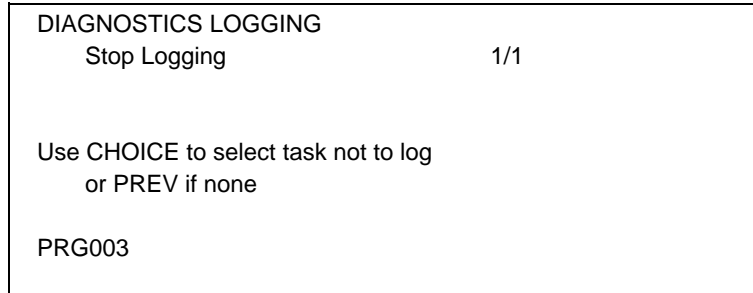 DIAGNOSTICS LOGGING
Stop Logging 1/1
Use CHOICE to select task not to log
or PREV if none
PRG003